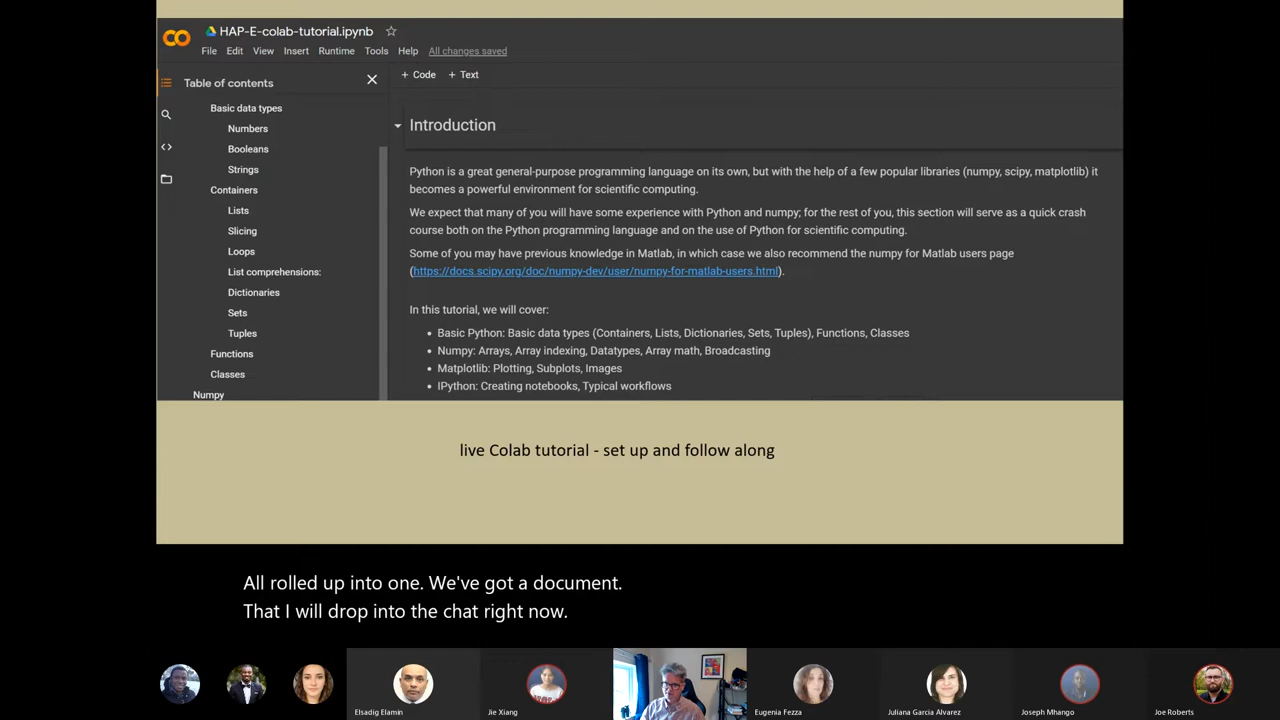 HAP-E-colab-tutorial.ipynb
File Edit View Insert Runtime Tools Help All changes saved
Table of contents
+ Code + Text
Basic data types
Numbers
Booleans
Strings
Containers
Lists
Slicing
Loops
List comprehensions:
Dictionaries
Sets
Tuples
Functions
Classes
Numpy
Introduction
Python is a great general-purpose programming language on its own, but with the help of a few popular libraries (numpy, scipy, matplotlib) it
becomes a powerful environment for scientific computing.
We expect that many of you will have some experience with Python and numpy; for the rest of you, this section will serve as a quick crash
course both on the Python programming language and on the use of Python for scientific computing.
Some of you may have previous knowledge in Matlab, in which case we also recommend the numpy for Matlab users page
(https://docs.scipy.org/doc/numpy-dev/user/numpy-for-matlab-users.html).
In this tutorial, we will cover:
• Basic Python: Basic data types (Containers, Lists, Dictionaries, Sets, Tuples), Functions, Classes
• Numpy: Arrays, Array indexing, Datatypes, Array math, Broadcasting
• Matplotlib: Plotting, Subplots, Images
• IPython: Creating notebooks, Typical workflows
live Colab tutorial - set up and follow along
All rolled up into one. We've got a document.
That I will drop into the chat right now.
Elsadig Elamin
Jie Xiang
Eugenia Fezza
Juliana Garcia Alvarez
Joseph Mhango
Joe Roberts